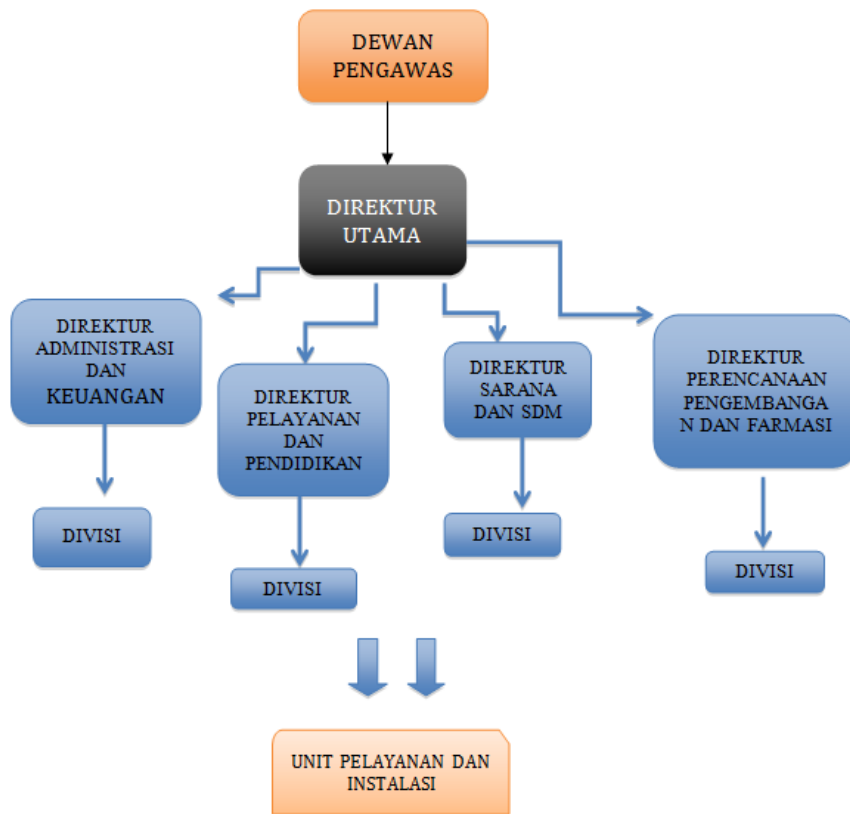 DEWAN
PENGAWAS
DIREKTUR
UTAMA
DIREKTUR
ADMINISTRASI
DAN
KEUANGAN
DIREKTUR
PELAYANAN
DAN
PENDIDIKAN
DIREKTUR
SARANA
DAN SDM
DIREKTUR
PERENCANAAN
PENGEMBANGA
N DAN FARMASI
DIVISI
DIVISI
DIVISI
DIVISI
UNIT PELAYANAN DAN
INSTALASI